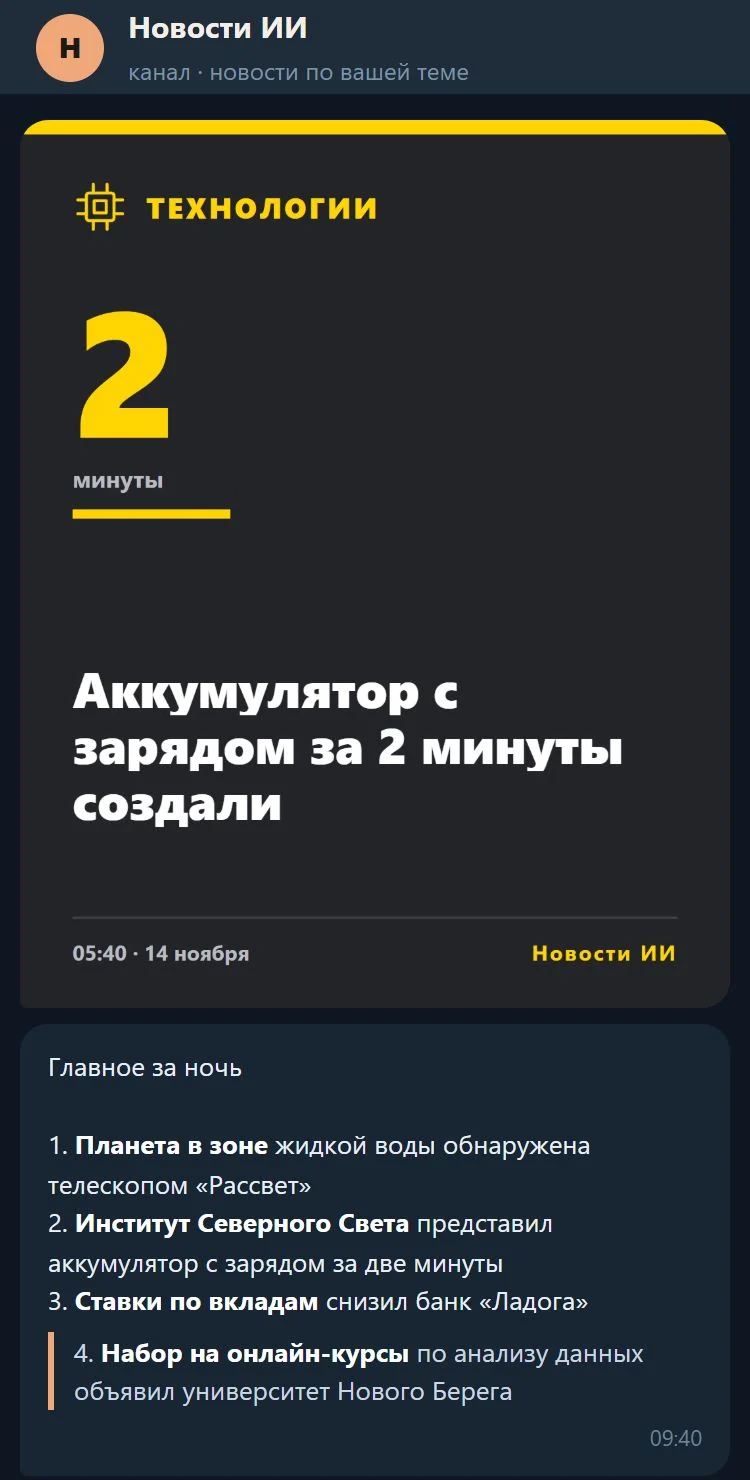 Н
Новости ИИ
канал · новости по вашей теме
ТЕХНОЛОГИИ
2
минуты
Аккумулятор с
зарядом за 2 минуты
создали
05:40 · 14 ноября
Новости ИИ
Главное за ночь
1. Планета в зоне жидкой воды обнаружена
телескопом «Рассвет»
2. Институт Северного Света представил
аккумулятор с зарядом за две минуты
3. Ставки по вкладам снизил банк «Ладога»
4. Набор на онлайн-курсы по анализу данных
объявил университет Нового Берега
09:40